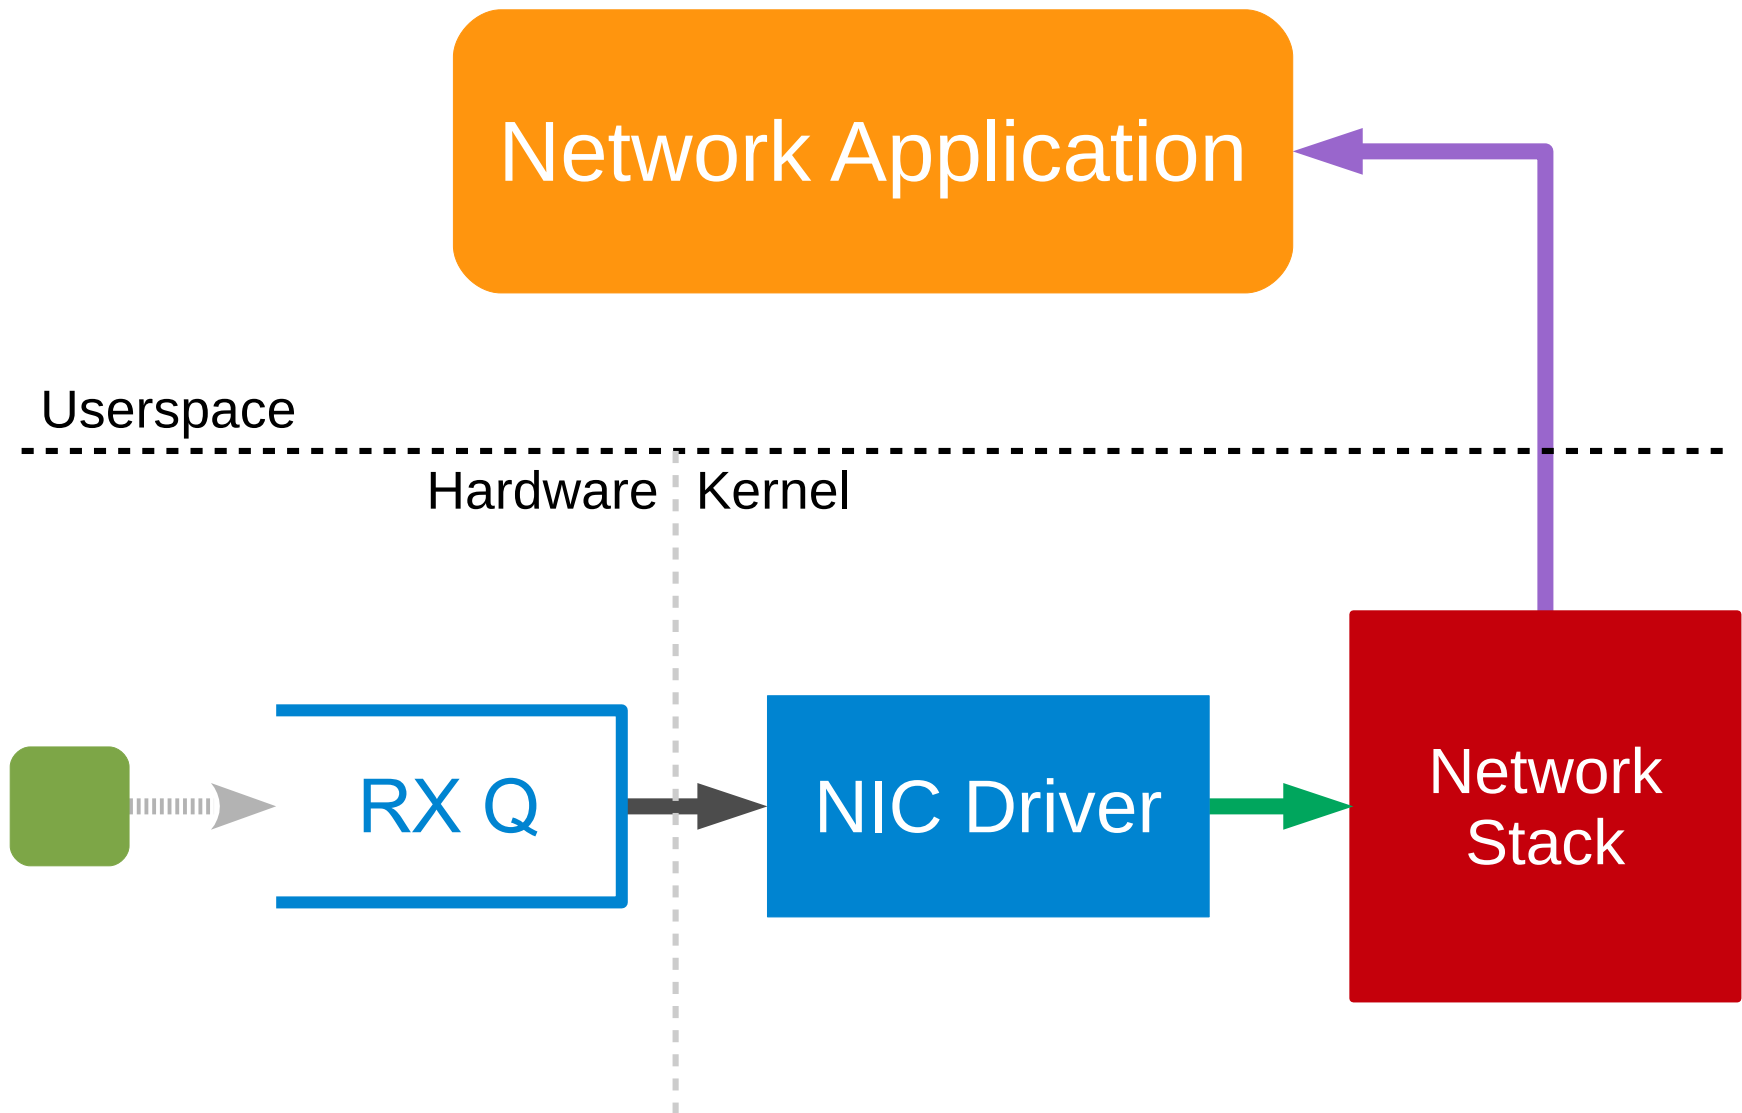 Network Application
Userspace
Hardware
Kernel
RX Q
NIC Driver
Network
Stack